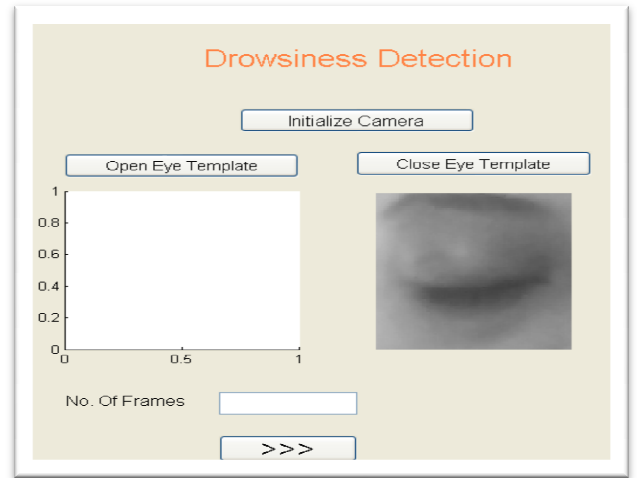 Drowsiness Detection
Initialize Camera
Open Eye Template
Close Eye Template
1
0.8
0.6
0.4
0.2
0
0 0.5 1
No. Of Frames
>>>